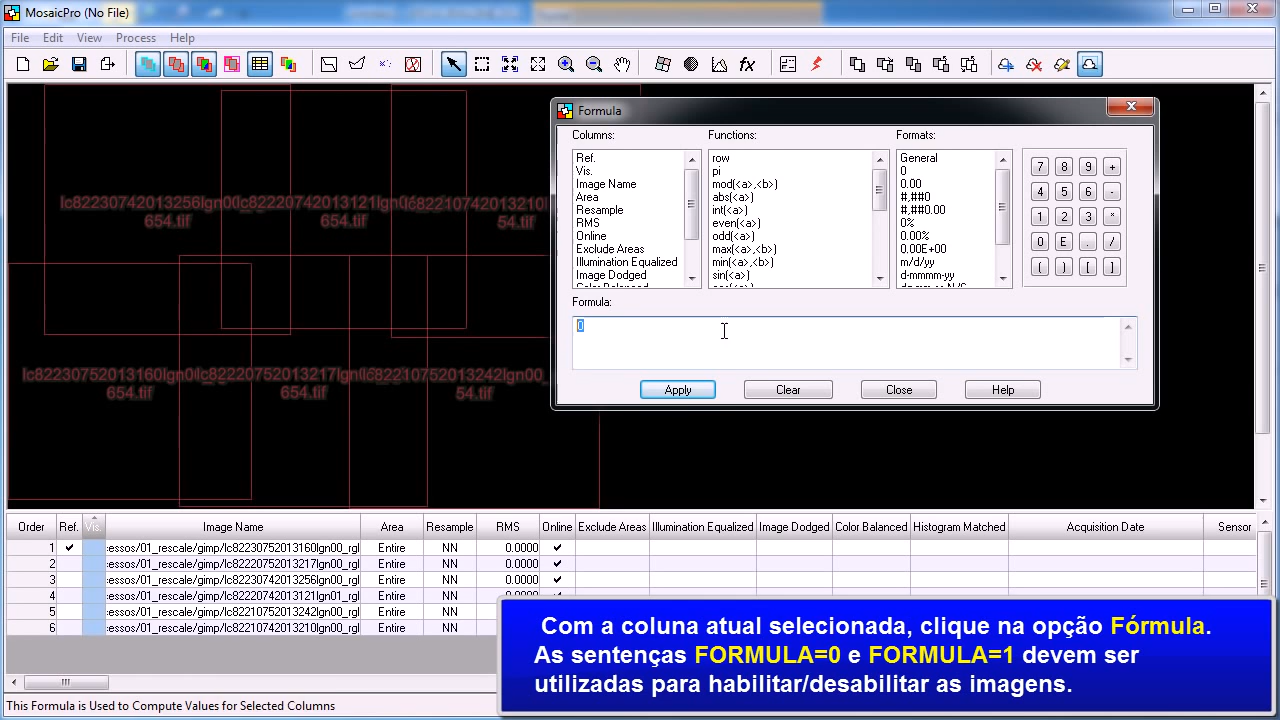 MosaicPro (No File)
File Edit View Process Help
fx
lc82230742013256lgn00
654.tif
c82220742013121lgn0
654.tif
lc82210742013210l
54.tif
lc82230752013160lgn0
654.tif
lc82220752013217lgn
654.tif
lc82210752013242lgn00_
54.tif
Formula
Columns: Functions: Formats:
Ref.
Vis.
Image Name
Area
Resample
RMS
Online
Exclude Areas
Illumination Equalized
Image Dodged
Color Balanced
row
pi
mod(<a>,<b>)
abs(<a>)
int(<a>)
even(<a>)
odd(<a>)
max(<a>,<b>)
min(<a>,<b>)
sin(<a>)
General
0
0.00
#,##0
#,##0.00
0%
0.00%
0.00E+00
m/d/yy
d-mmmm-yy
7 8 9 +
4 5 6 -
1 2 3 *
0 E . /
( ) [ ]
Formula:
0
Apply Clear Close Help
Order Ref. Vis. Image Name Area Resample RMS Online Exclude Areas Illumination Equalized Image Dodged Color Balanced Histogram Matched Acquisition Date Sensor
1 ✔ :essos/01_rescale/gimp/lc82230752013160lgn00_rgl Entire NN 0.0000 ✔
2 :essos/01_rescale/gimp/lc82220752013217lgn00_rgl Entire NN 0.0000 ✔
3 :essos/01_rescale/gimp/lc82230742013256lgn00_rgl Entire NN 0.0000 ✔
4 :essos/01_rescale/gimp/lc82220742013121lgn01_rgl Entire NN 0.0000
5 :essos/01_rescale/gimp/lc82210752013242lgn00_rgl Entire NN
6 :essos/01_rescale/gimp/lc82210742013210lgn00_rgl Entire NN
Com a coluna atual selecionada, clique na opção Fórmula.
As sentenças FORMULA=0 e FORMULA=1 devem ser
utilizadas para habilitar/desabilitar as imagens.
This Formula is Used to Compute Values for Selected Columns